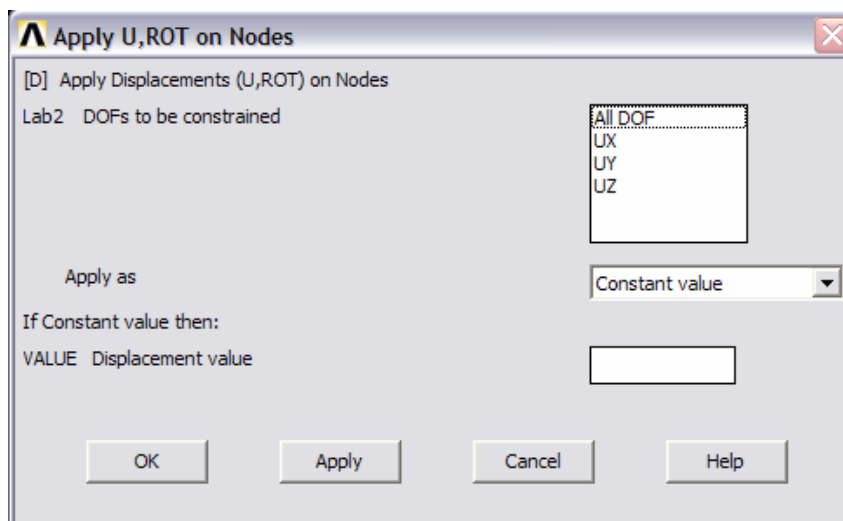 Apply U,ROT on Nodes
[D] Apply Displacements (U,ROT) on Nodes
Lab2 DOFs to be constrained
All DOF
UX
UY
UZ
Apply as
Constant value
If Constant value then:
VALUE Displacement value
OK Apply Cancel Help